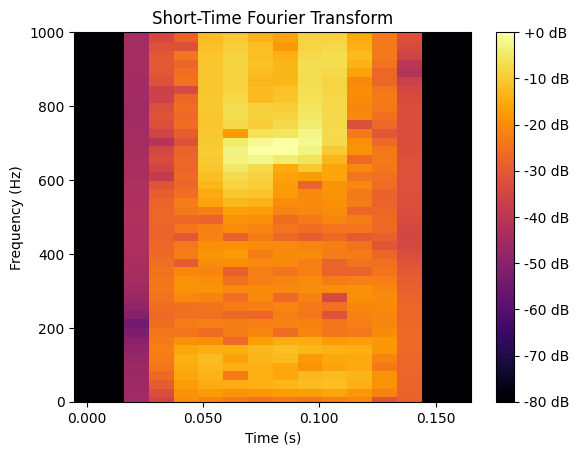 Short-Time Fourier Transform
1000
800
600
400
200
0
Frequency (Hz)
0.000
0.050
0.100
0.150
Time (s)
+0 dB
-10 dB
-20 dB
-30 dB
-40 dB
-50 dB
-60 dB
-70 dB
-80 dB